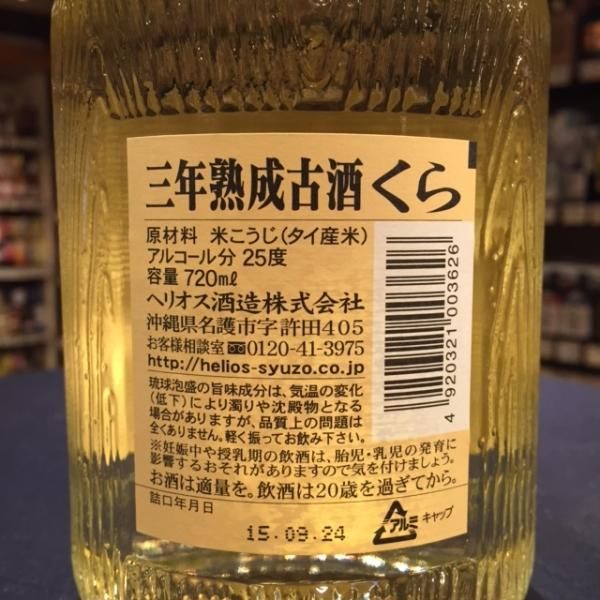 三年熟成古酒くら
原材料 米こうじ(タイ産米)
アルコール分 25度
容量 720mℓ
ヘリオス酒造株式会社
沖縄県名護市字許田405
お客様相談室 0120-41-3975
http://helios-syuzo.co.jp
琉球泡盛の旨味成分は、気温の変化
(低下)により濁りや沈殿物となる
場合がありますが、品質上の問題は
全くありません。軽く振ってお飲み下さい。
※妊娠中や授乳期の飲酒は、胎児・乳児の発育に
影響するおそれがありますので気を付けましょう。
お酒は適量を。飲酒は20歳を過ぎてから。
詰口年月日
15.09.24
アルミ キャップ
4 920321 003626